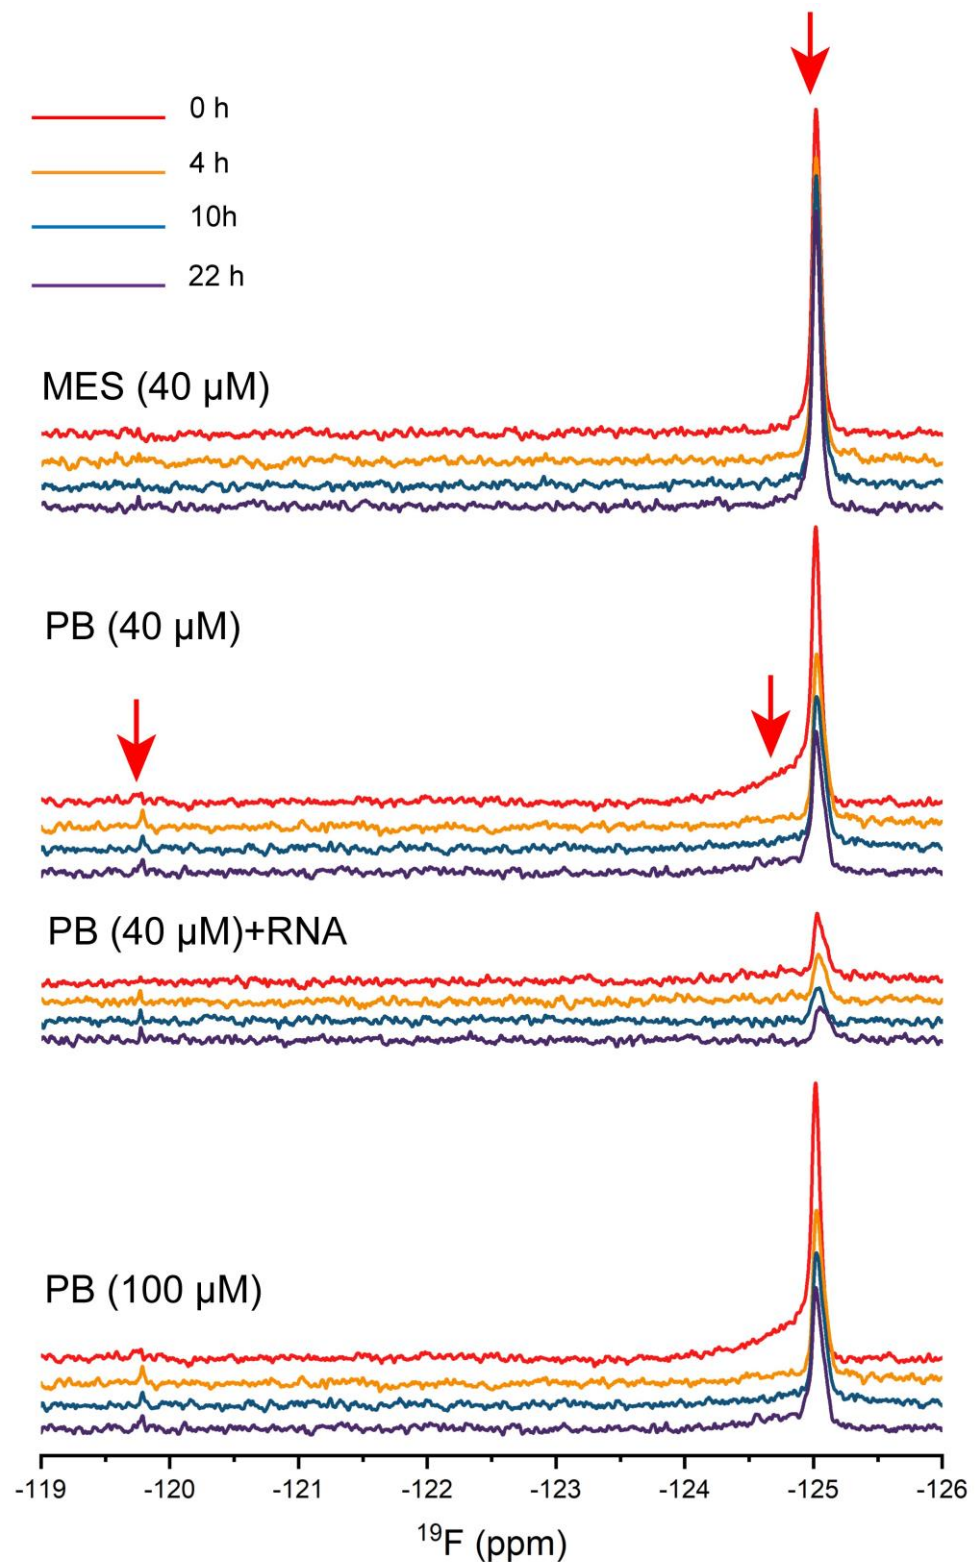 0 h
4 h
10h
22 h
MES (40 µM)
PB (40 µM)
PB (40 µM)+RNA
PB (100 µM)
-119 -120 -121 -122 -123 -124 -125 -126
¹⁹F (ppm)